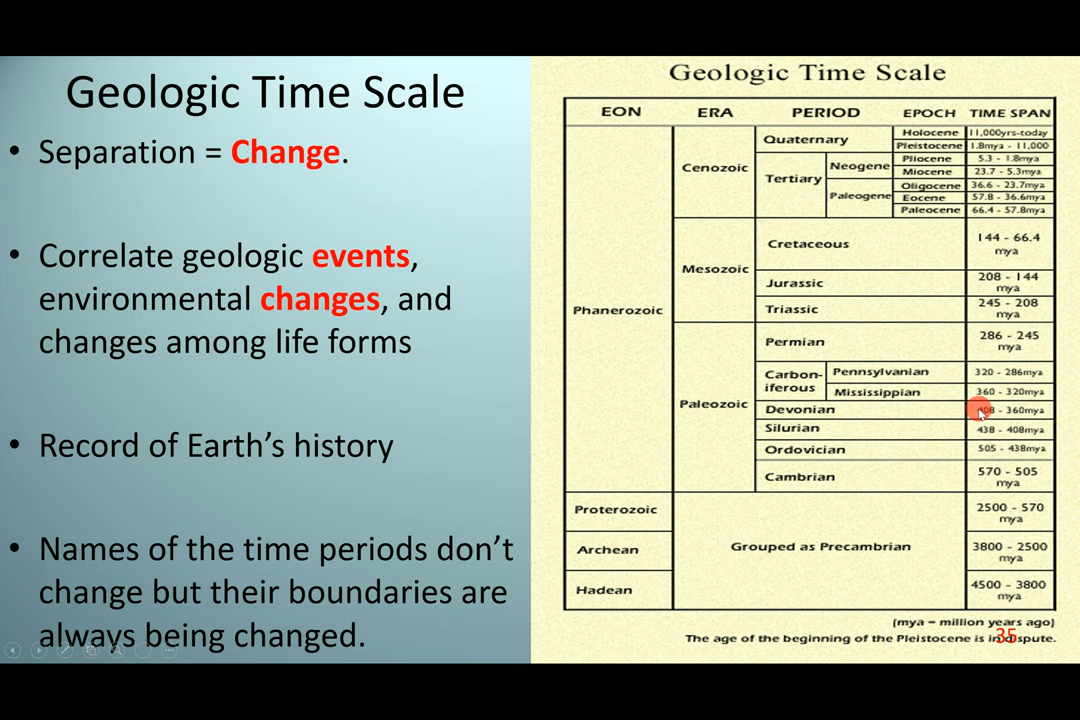 Geologic Time Scale
• Separation = Change.
• Correlate geologic events,
environmental changes, and
changes among life forms
• Record of Earth's history
• Names of the time periods don't
change but their boundaries are
always being changed.
Geologic Time Scale
EON ERA PERIOD EPOCH TIME SPAN
Phanerozoic
Cenozoic
Quaternary
Holocene 11,000yrs-today
Pleistocene 1.8mya - 11,000
Tertiary
Neogene
Pliocene 5.3 - 1.8mya
Miocene 23.7 - 5.3mya
Paleogene
Oligocene 36.6 - 23.7mya
Eocene 57.8 - 36.6mya
Paleocene 66.4 - 57.8mya
Mesozoic
Cretaceous 144 - 66.4
mya
Jurassic 208 - 144
mya
Triassic 245 - 208
mya
Paleozoic
Permian 286 - 245
mya
Carbon-
iferous
Pennsylvanian 320 - 286mya
Mississippian 360 - 320mya
Devonian 408 - 360mya
Silurian 438 - 408mya
Ordovician 505 - 438mya
Cambrian 570 - 505
mya
Grouped as Precambrian
Proterozoic 2500 - 570
mya
Archean 3800 - 2500
mya
Hadean 4500 - 3800
mya
(mya = million years ago)
The age of the beginning of the Pleistocene is in dispute.
35